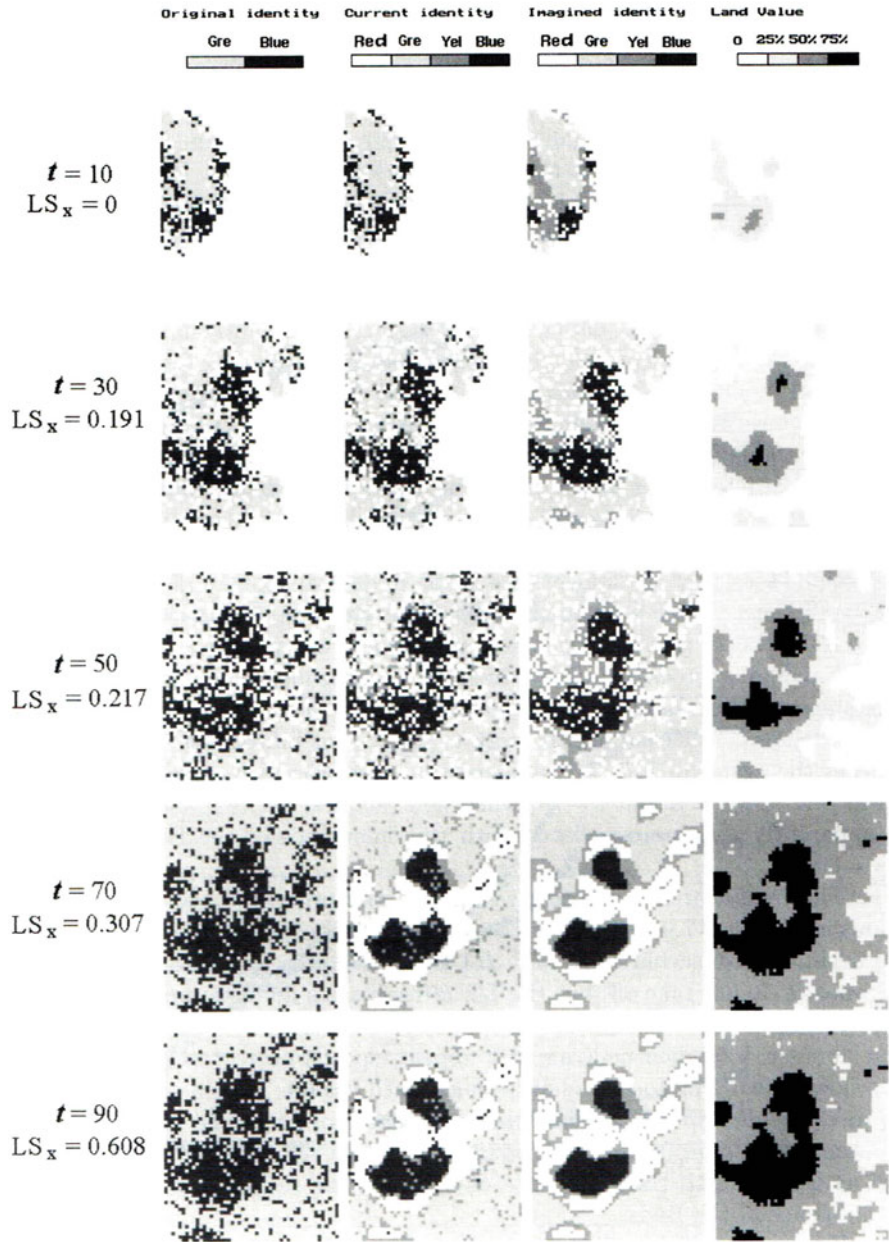 Original identity Current identity Imagined identity Land Value
Gre Blue Red Gre Yel Blue Red Gre Yel Blue 0 25% 50% 75%
t = 10
LSx = 0
t = 30
LSx = 0.191
t = 50
LSx = 0.217
t = 70
LSx = 0.307
t = 90
LSx = 0.608